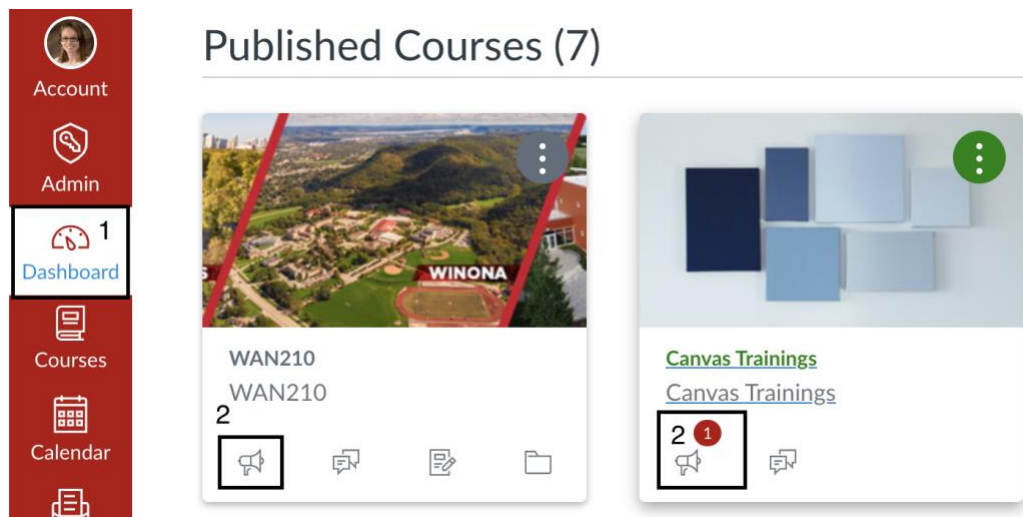 Account
Admin
1
Dashboard
Courses
Calendar
Published Courses (7)
S
WINONA
WAN210
WAN210
2
Canvas Trainings
Canvas Trainings
2 1